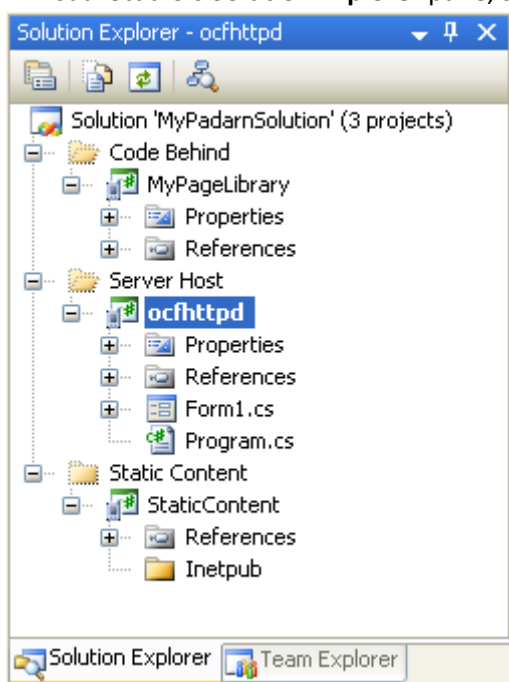 Solution Explorer - ocfhttpd
Solution 'MyPadarnSolution' (3 projects)
Code Behind
MyPageLibrary
Properties
References
Server Host
ocfhttpd
Properties
References
Form1.cs
Program.cs
Static Content
StaticContent
References
Inetpub
Solution Explorer Team Explorer